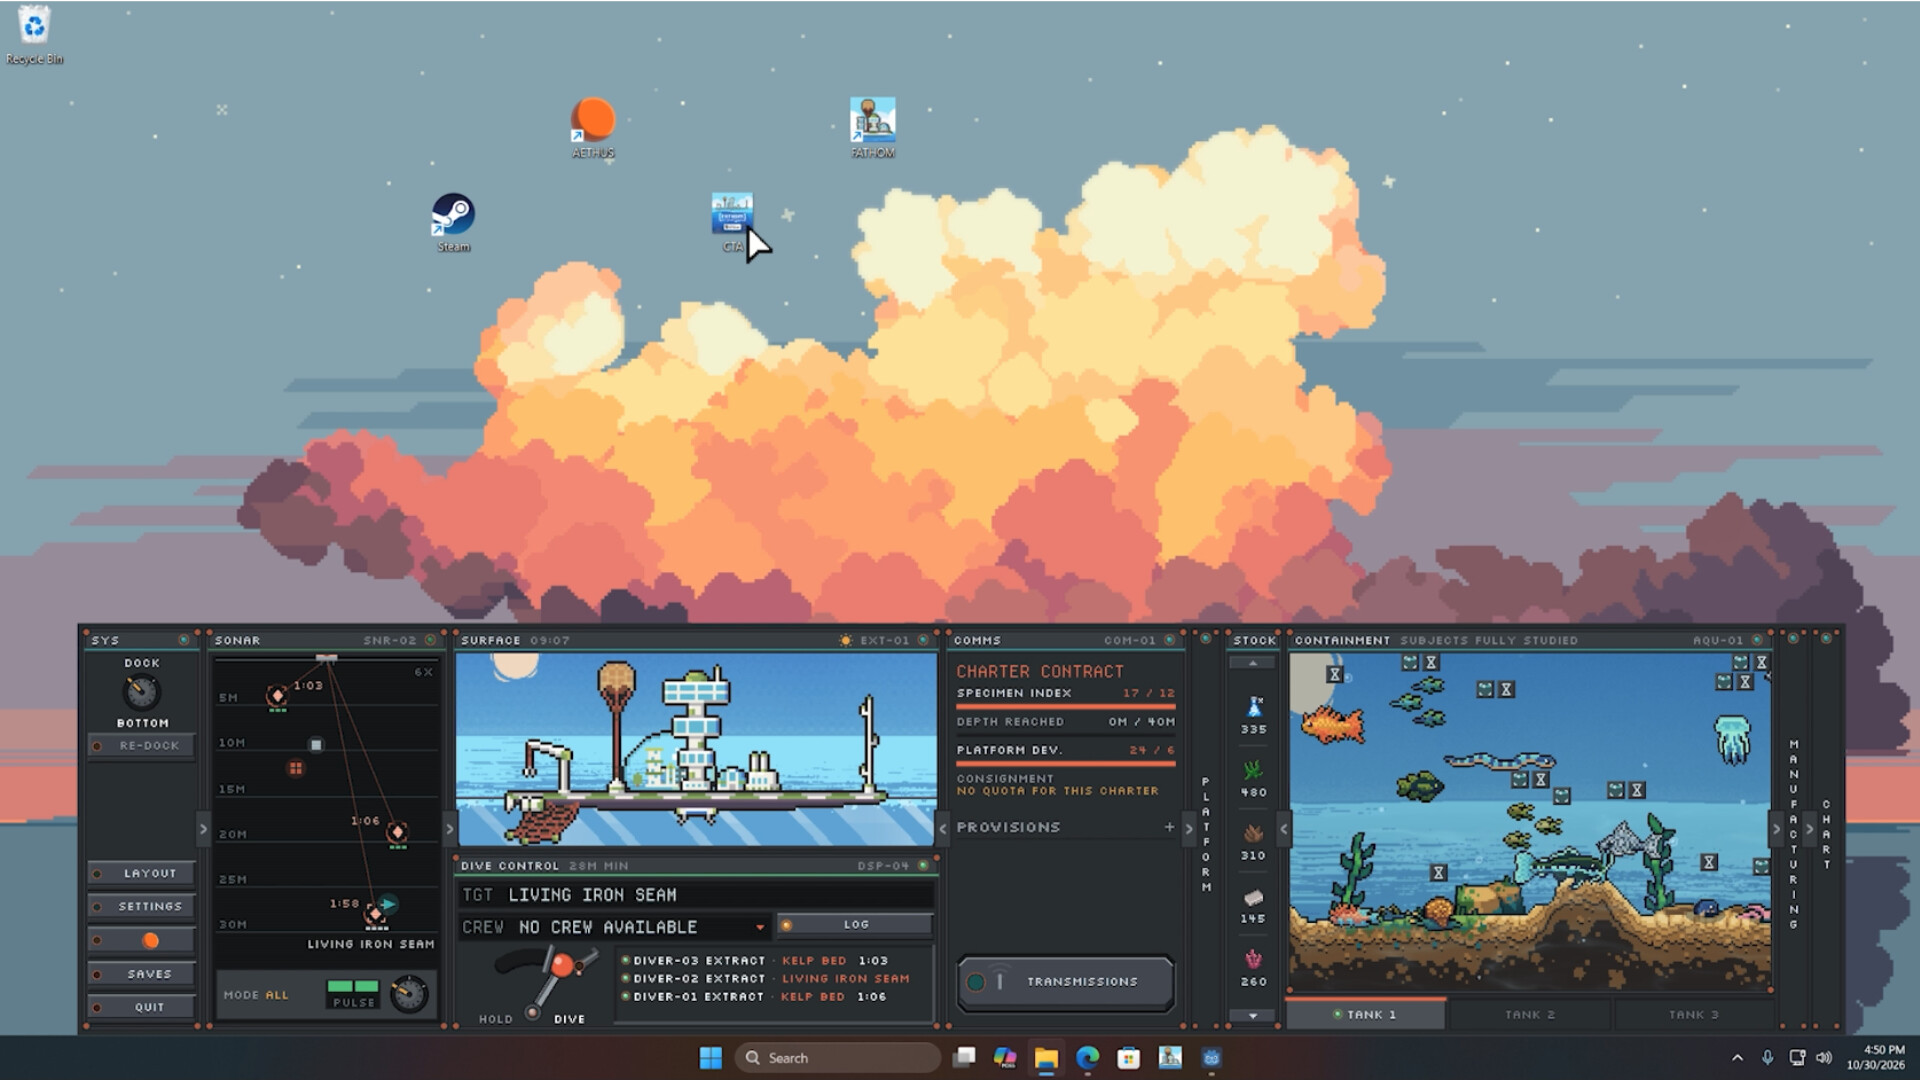 Recycle Bin
AETHUS
FATHOM
Steam
CTA
SYS
DOCK
BOTTOM
RE-DOCK
LAYOUT
SETTINGS
SAVES
QUIT
SONAR SNR-02
6X
5M
1:03
10M
15M
1:06
20M
25M
1:58
30M
LIVING IRON SEAM
MODE ALL
PULSE
SURFACE 09:07 EXT-01
DIVE CONTROL 28M MIN DSP-04
TGT LIVING IRON SEAM
CREW NO CREW AVAILABLE
LOG
DIVER-03 EXTRACT · KELP BED 1:03
DIVER-02 EXTRACT · LIVING IRON SEAM
DIVER-01 EXTRACT · KELP BED 1:06
HOLD DIVE
COMMS COM-01
CHARTER CONTRACT
SPECIMEN INDEX 17 / 12
DEPTH REACHED 0M / 40M
PLATFORM DEV. 24 / 6
CONSIGNMENT
NO QUOTA FOR THIS CHARTER
PROVISIONS +
TRANSMISSIONS
PLATFORM
STOCK
335
480
310
145
260
CONTAINMENT SUBJECTS FULLY STUDIED AQU-01
TANK 1
TANK 2
TANK 3
MANUFACTURING
CHART
Search
4:50 PM
10/30/2026